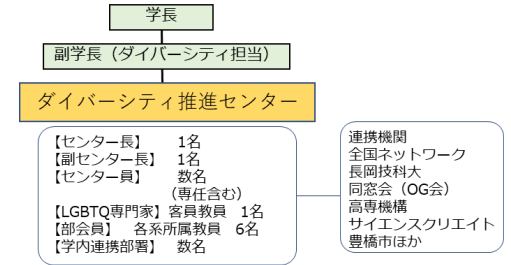 学長
副学長（ダイバーシティ担当）
ダイバーシティ推進センター
【センター長】　1名
【副センター長】　1名
【センター員】　数名
（専任含む）
【LGBTQ専門家】客員教員　1名
【部会員】　各系所属教員　6名
【学内連携部署】　数名
連携機関
全国ネットワーク
長岡技科大
同窓会（OG会）
高専機構
サイエンスクリエイト
豊橋市ほか